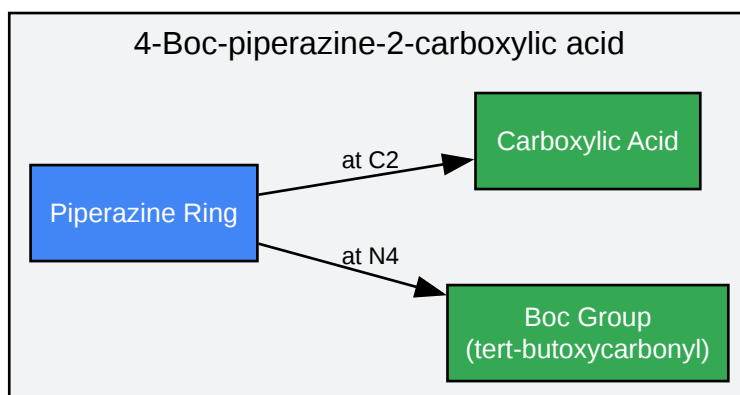 4-Boc-piperazine-2-carboxylic acid
Carboxylic Acid
at C2
Piperazine Ring
at N4
Boc Group
(tert-butoxycarbonyl)